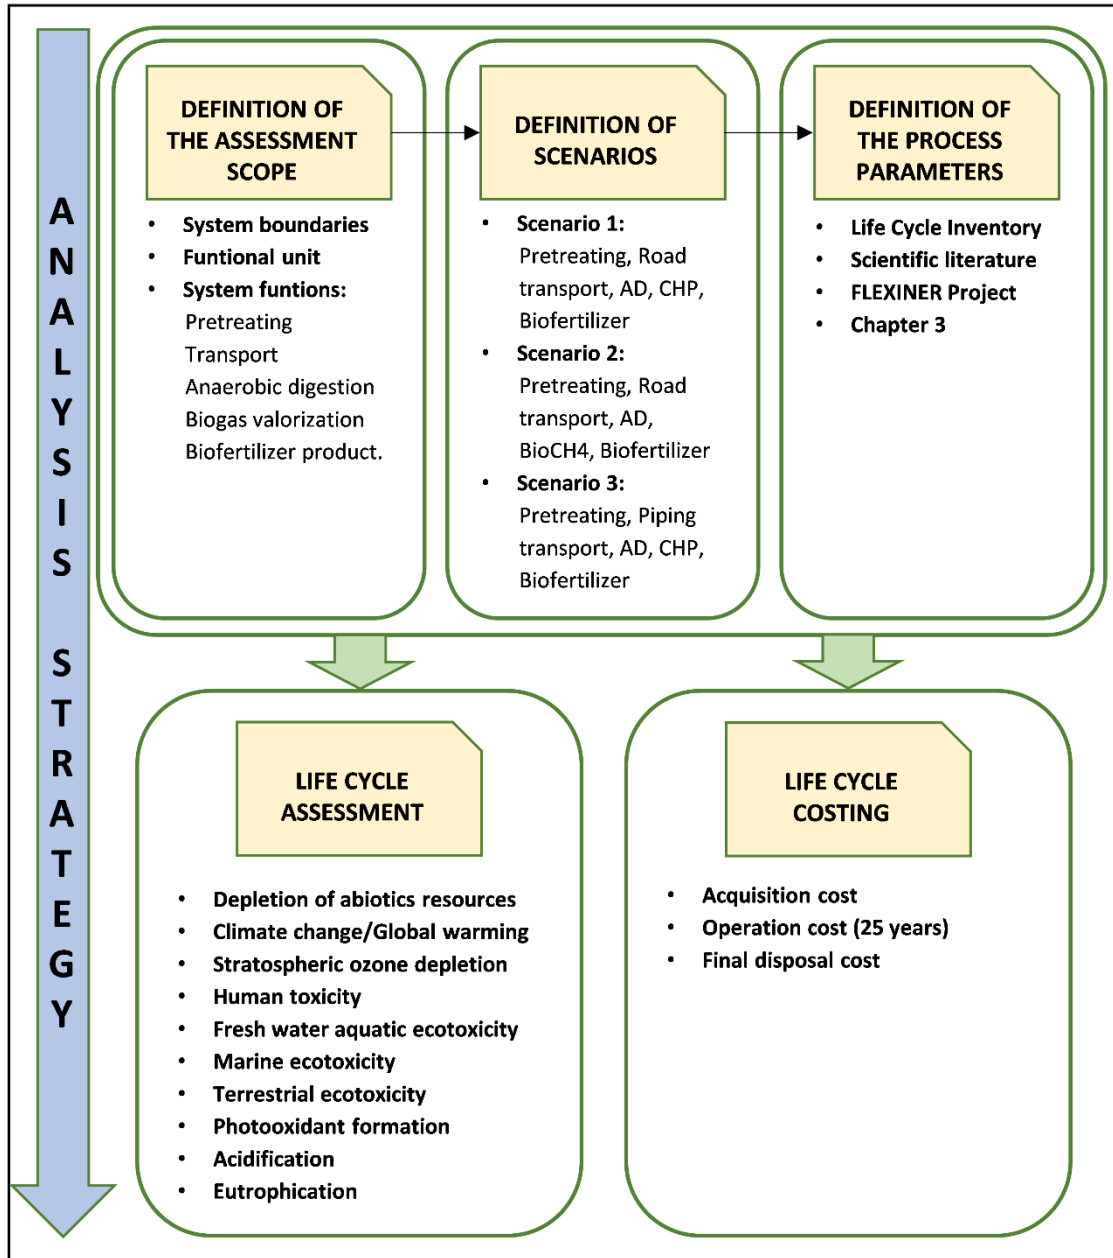 ANALYSIS STRATEGY
DEFINITION OF
THE ASSESSMENT
SCOPE
• System boundaries
• Funtional unit
• System funtions:
Pretreating
Transport
Anaerobic digestion
Biogas valorization
Biofertilizer product.
DEFINITION OF
SCENARIOS
• Scenario 1:
Pretreating, Road
transport, AD, CHP,
Biofertilizer
• Scenario 2:
Pretreating, Road
transport, AD,
BioCH4, Biofertilizer
• Scenario 3:
Pretreating, Piping
transport, AD, CHP,
Biofertilizer
DEFINITION OF
THE PROCESS
PARAMETERS
• Life Cycle Inventory
• Scientific literature
• FLEXINER Project
• Chapter 3
LIFE CYCLE
ASSESSMENT
• Depletion of abiotics resources
• Climate change/Global warming
• Stratospheric ozone depletion
• Human toxicity
• Fresh water aquatic ecotoxicity
• Marine ecotoxicity
• Terrestrial ecotoxicity
• Photooxidant formation
• Acidification
• Eutrophication
LIFE CYCLE
COSTING
• Acquisition cost
• Operation cost (25 years)
• Final disposal cost